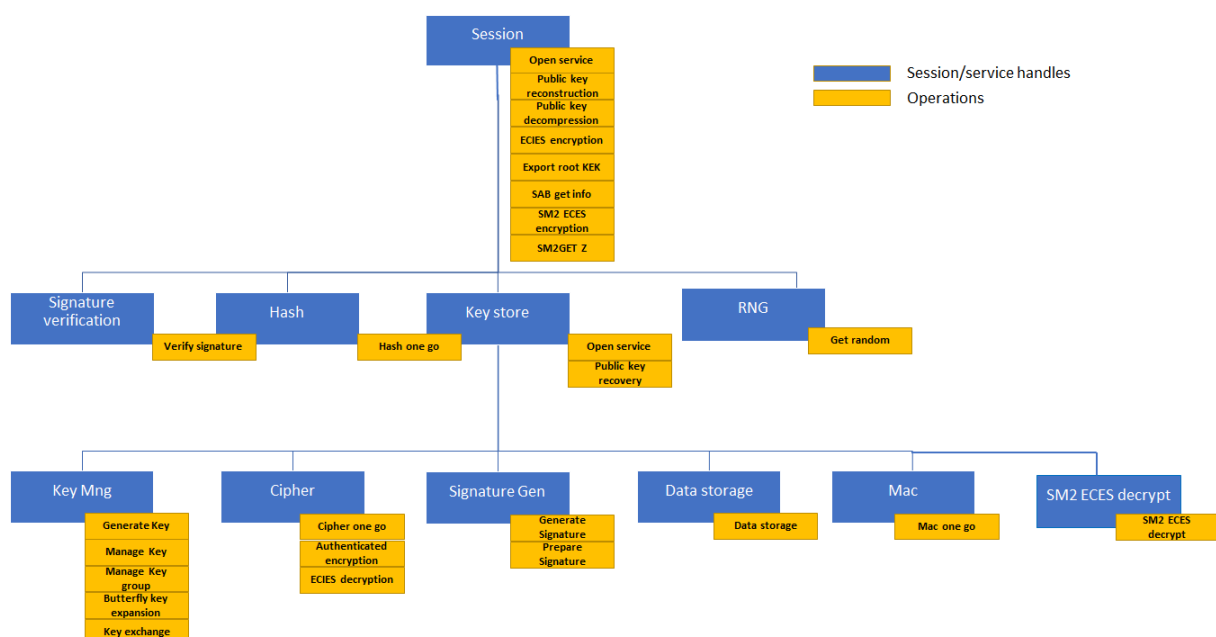 Session
Open service
Public key
reconstruction
Public key
decompression
ECIES encryption
Export root KEK
SAB get info
SM2 ECES
encryption
SM2GET Z
Session/service handles
Operations
Signature
verification
Verify signature
Hash
Hash one go
Key store
Open service
Public key
recovery
RNG
Get random
Key Mng
Generate Key
Manage Key
Manage Key
group
Butterfly key
expansion
Key exchange
Cipher
Cipher one go
Authenticated
encryption
ECIES decryption
Signature Gen
Generate
Signature
Prepare
Signature
Data storage
Data storage
Mac
Mac one go
SM2 ECES decrypt
SM2 ECES
decrypt